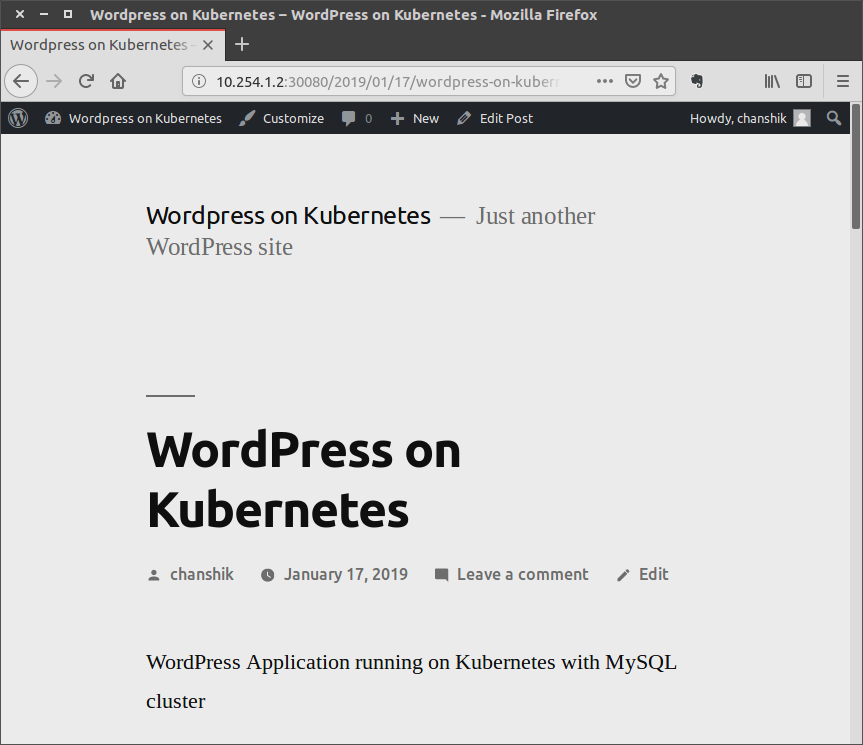 Wordpress on Kubernetes – WordPress on Kubernetes - Mozilla Firefox
Wordpress on Kubernetes -
10.254.1.2:30080/2019/01/17/wordpress-on-kubern
Wordpress on Kubernetes Customize 0 New Edit Post Howdy, chanshik
Wordpress on Kubernetes — Just another
WordPress site
WordPress on
Kubernetes
chanshik January 17, 2019 Leave a comment Edit
WordPress Application running on Kubernetes with MySQL
cluster